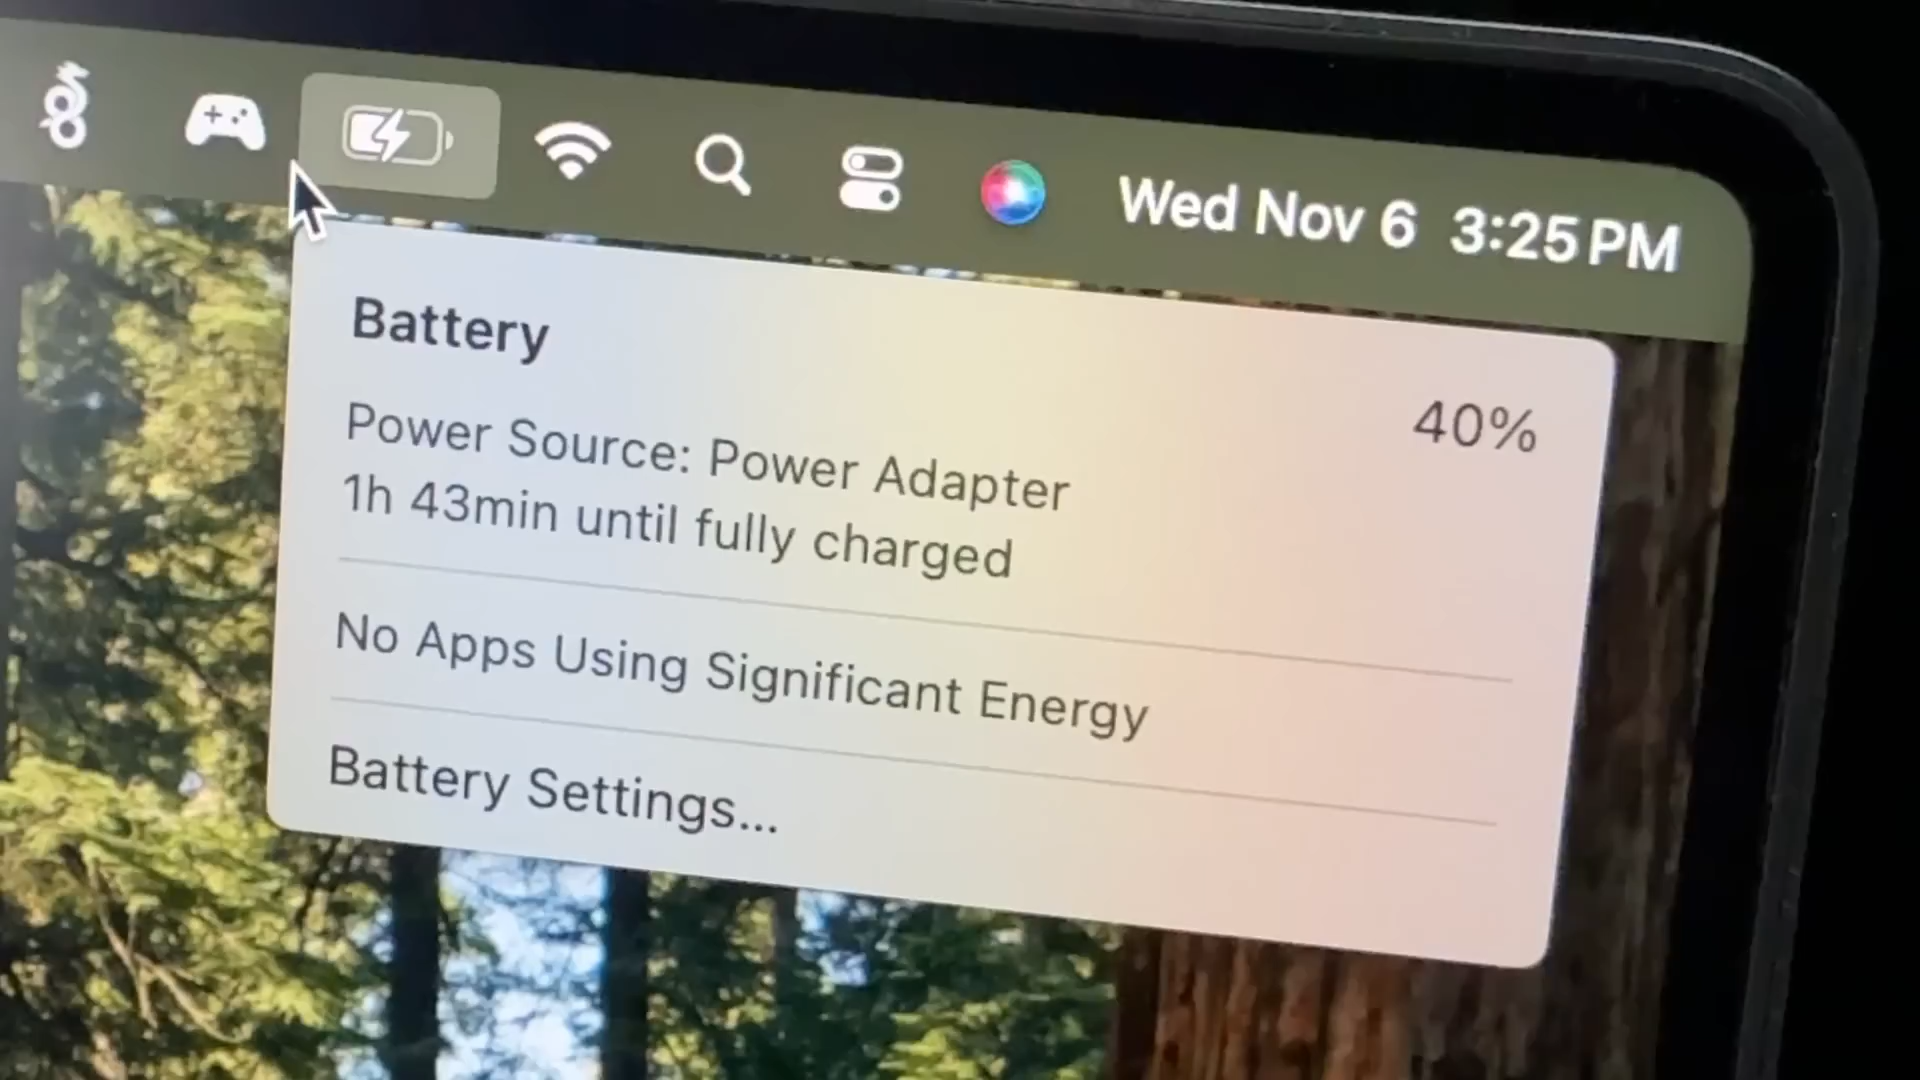 Wed Nov 6 3:25 PM
Battery
40%
Power Source: Power Adapter
1h 43min until fully charged
No Apps Using Significant Energy
Battery Settings...